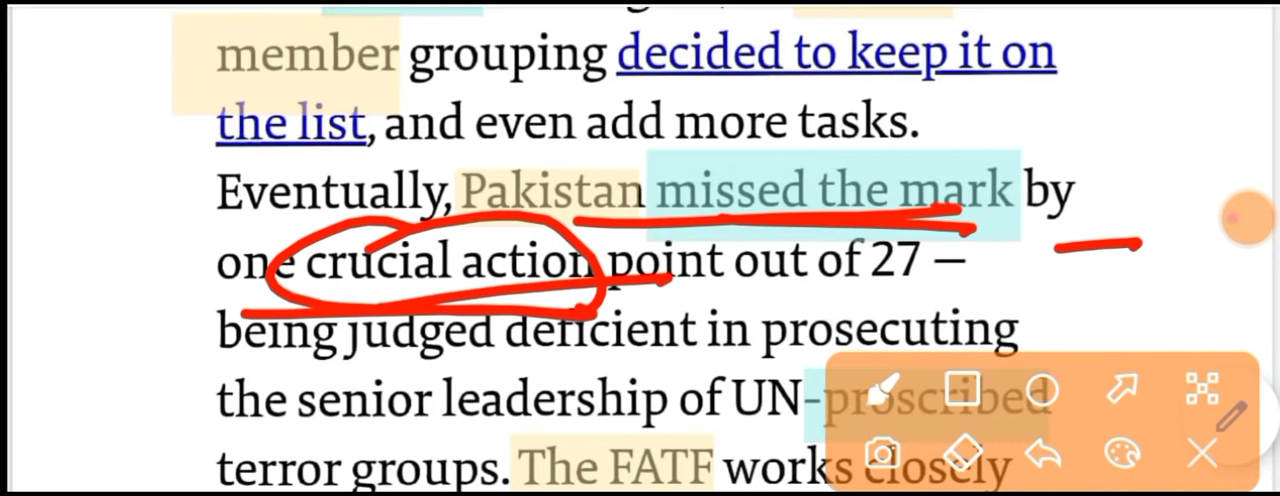 member grouping decided to keep it on
the list, and even add more tasks.
Eventually, Pakistan missed the mark by
one crucial action point out of 27 –
being judged deficient in prosecuting
the senior leadership of UN-proscribed
terror groups. The FATF works closely